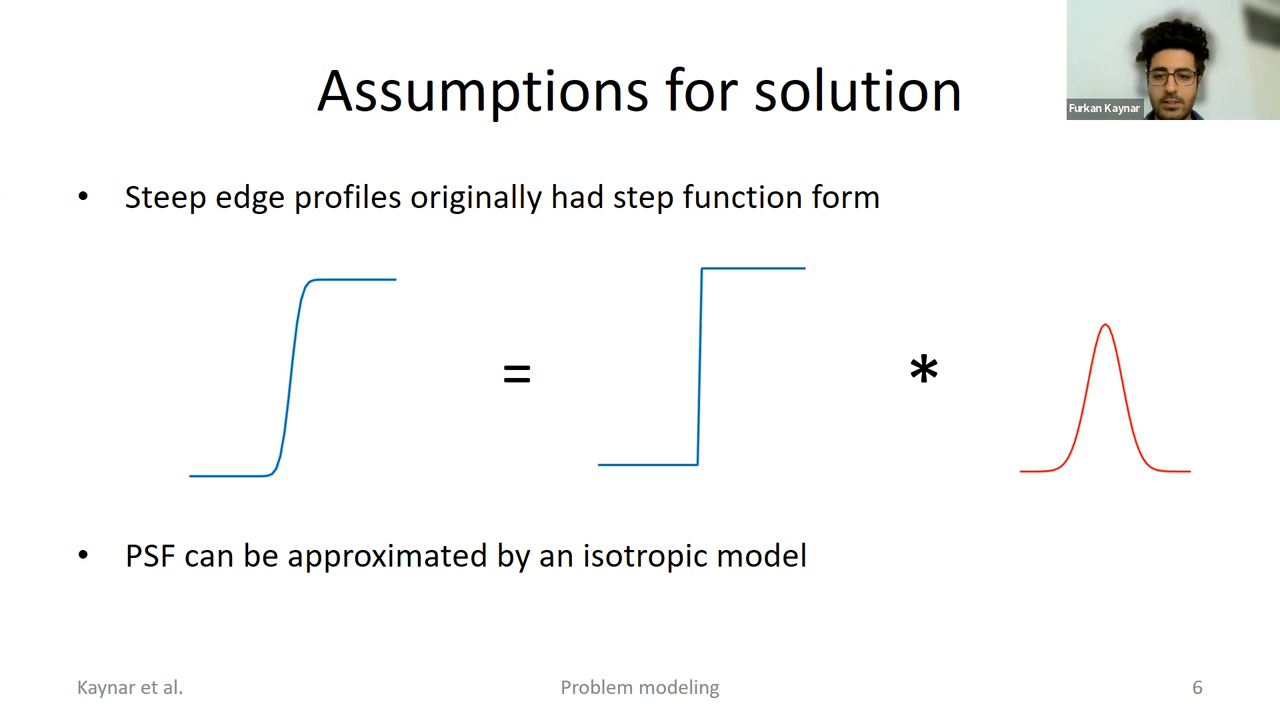 Assumptions for solution
Furkan Kaynar
• Steep edge profiles originally had step function form
= *
• PSF can be approximated by an isotropic model
Kaynar et al. Problem modeling 6